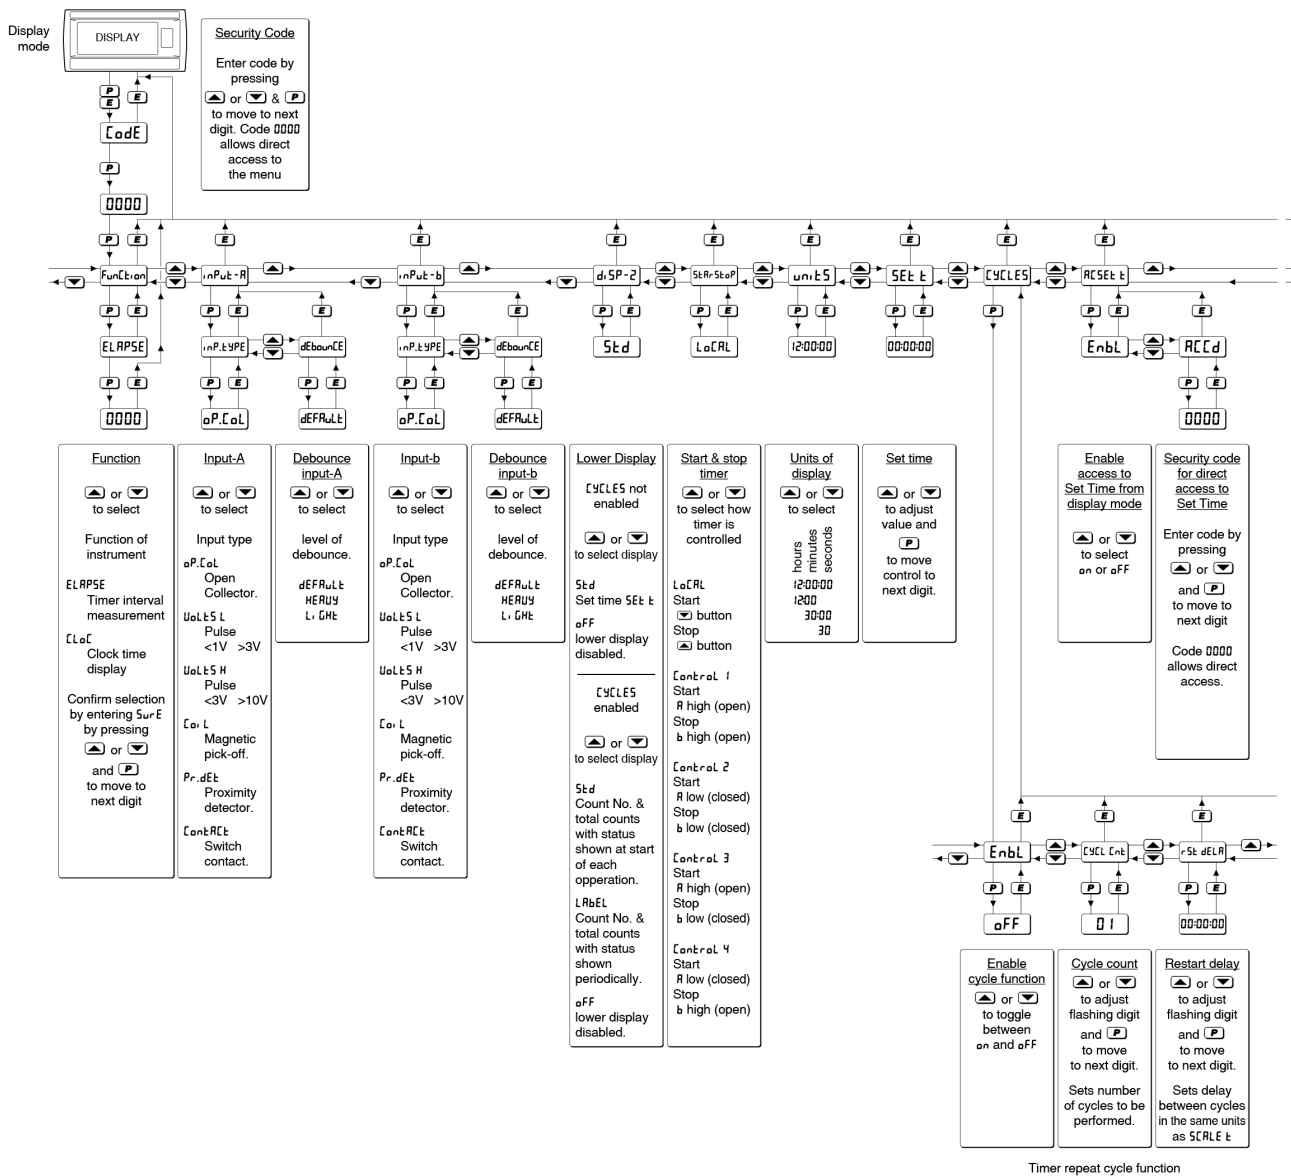 Display
mode
DISPLAY
Security Code
Enter code by
pressing
or & P
to move to next
digit. Code 0000
allows direct
access to
the menu
P
E
E
CodE
P
0000
P E E E E E E E E E
FunCtion inPut-A inPut-b diSP-2 StArStoP unitS SEt t CYCLES ACSEt t
P E P E E P E E P E P E P E P E P P E E
ELAPSE inP.tYPE dEbounCE inP.tYPE dEbounCE Std LoCAL 12:00:00 00:00:00 EnbL ACCd
P E P E P E P E P E P E
0000 oP.CoL dEFAuLt oP.CoL dEFAuLt 0000
Function
or
to select
Function of
instrument
ELAPSE
Timer interval
measurement
CLoC
Clock time
display
Confirm selection
by entering SurE
by pressing
or
and P
to move to
next digit
Input-A
or
to select
Input type
oP.CoL
Open
Collector.
VoLtS L
Pulse
<1V >3V
VoLtS H
Pulse
<3V >10V
Coi L
Magnetic
pick-off.
Pr.dEt
Proximity
detector.
ContACt
Switch
contact.
Debounce
input-A
or
to select
level of
debounce.
dEFAuLt
HEAVY
LiGHt
Input-b
or
to select
Input type
oP.CoL
Open
Collector.
VoLtS L
Pulse
<1V >3V
VoLtS H
Pulse
<3V >10V
Coi L
Magnetic
pick-off.
Pr.dEt
Proximity
detector.
ContACt
Switch
contact.
Debounce
input-b
or
to select
level of
debounce.
dEFAuLt
HEAVY
LiGHt
Lower Display
CYCLES not
enabled
or
to select display
Std
Set time SEt t
oFF
lower display
disabled.
CYCLES
enabled
or
to select display
Std
Count No. &
total counts
with status
shown at start
of each
opperation.
LAbEL
Count No. &
total counts
with status
shown
periodically.
oFF
lower display
disabled.
Start & stop
timer
or
to select how
timer is
controlled
LoCAL
Start
button
Stop
button
ControL 1
Start
A high (open)
Stop
b high (open)
ControL 2
Start
A low (closed)
Stop
b low (closed)
ControL 3
Start
A high (open)
Stop
b low (closed)
ControL 4
Start
A low (closed)
Stop
b high (open)
Units of
display
or
to select
hours
minutes
seconds
12:00:00
12:00
30:00
30
Set time
or
to adjust
value and
P
to move
control to
next digit.
Enable
access to
Set Time from
display mode
or
to select
on or oFF
Security code
for direct
access to
Set Time
Enter code by
pressing
or
and P
to move to
next digit
Code 0000
allows direct
access.
E E E
EnbL CYCL Cnt rSt dELA
P E P E P E
oFF 01 00:00:00
Enable
cycle function
or
to toggle
between
on and oFF
Cycle count
or
to adjust
flashing digit
and P
to move
to next digit.
Sets number
of cycles to be
performed.
Restart delay
or
to adjust
flashing digit
and P
to move
to next digit.
Sets delay
between cycles
in the same units
as SCALE t
Timer repeat cycle function